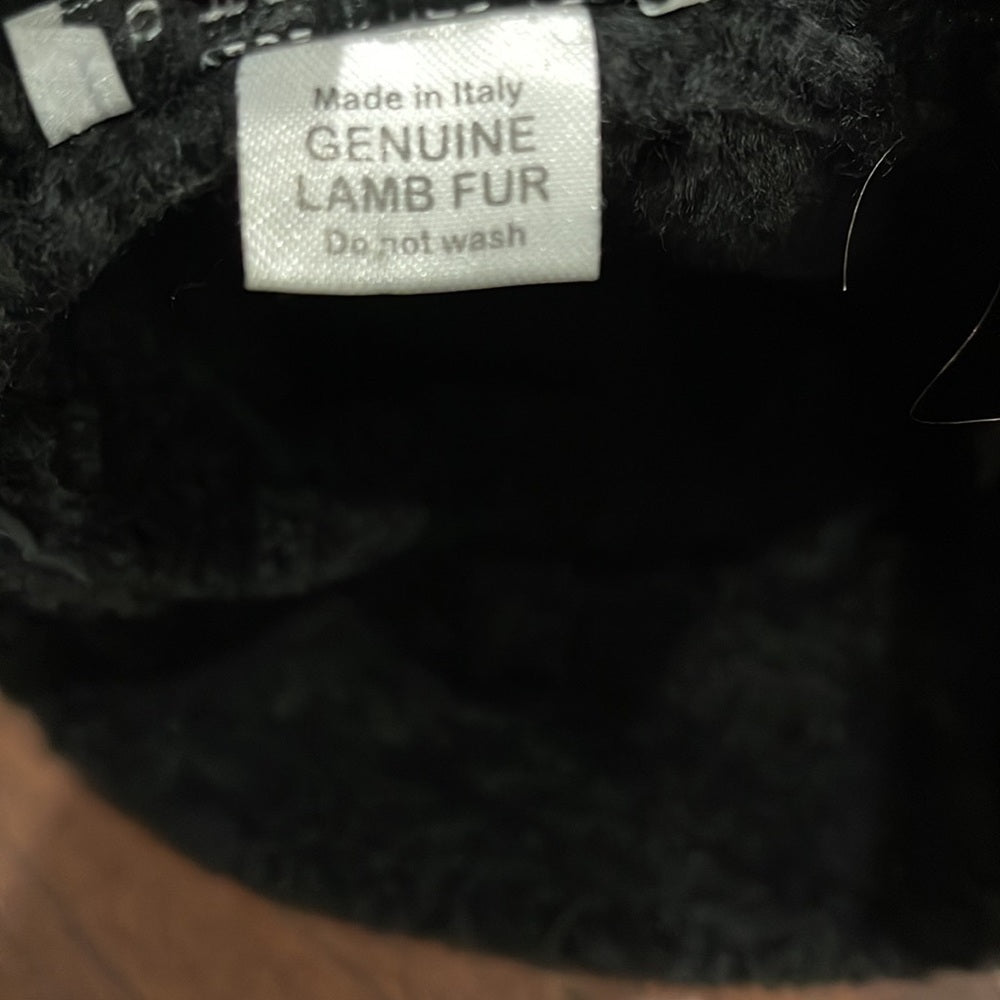 Made in Italy
GENUINE
LAMB FUR
Do not wash